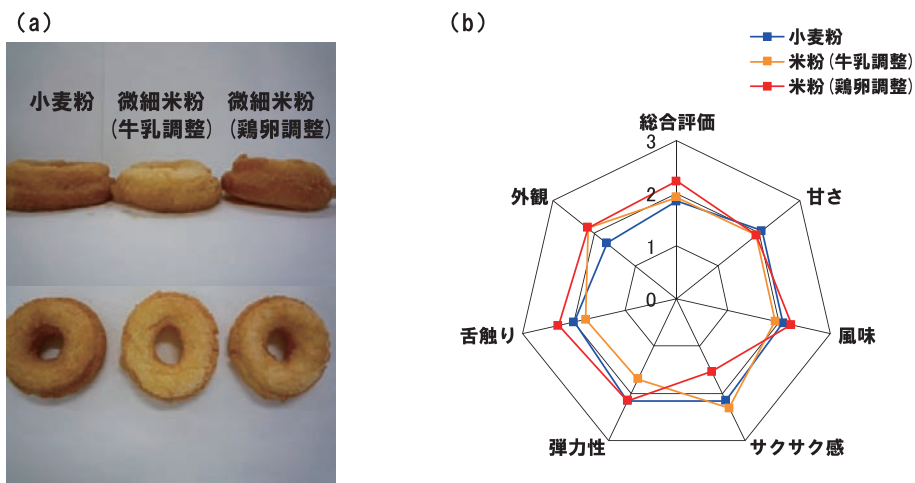 (a)
小麦粉
微細米粉
(牛乳調整)
微細米粉
(鶏卵調整)
(b)
小麦粉
米粉(牛乳調整)
米粉(鶏卵調整)
総合評価
甘さ
風味
サクサク感
弾力性
舌触り
外観
3
2
1
0